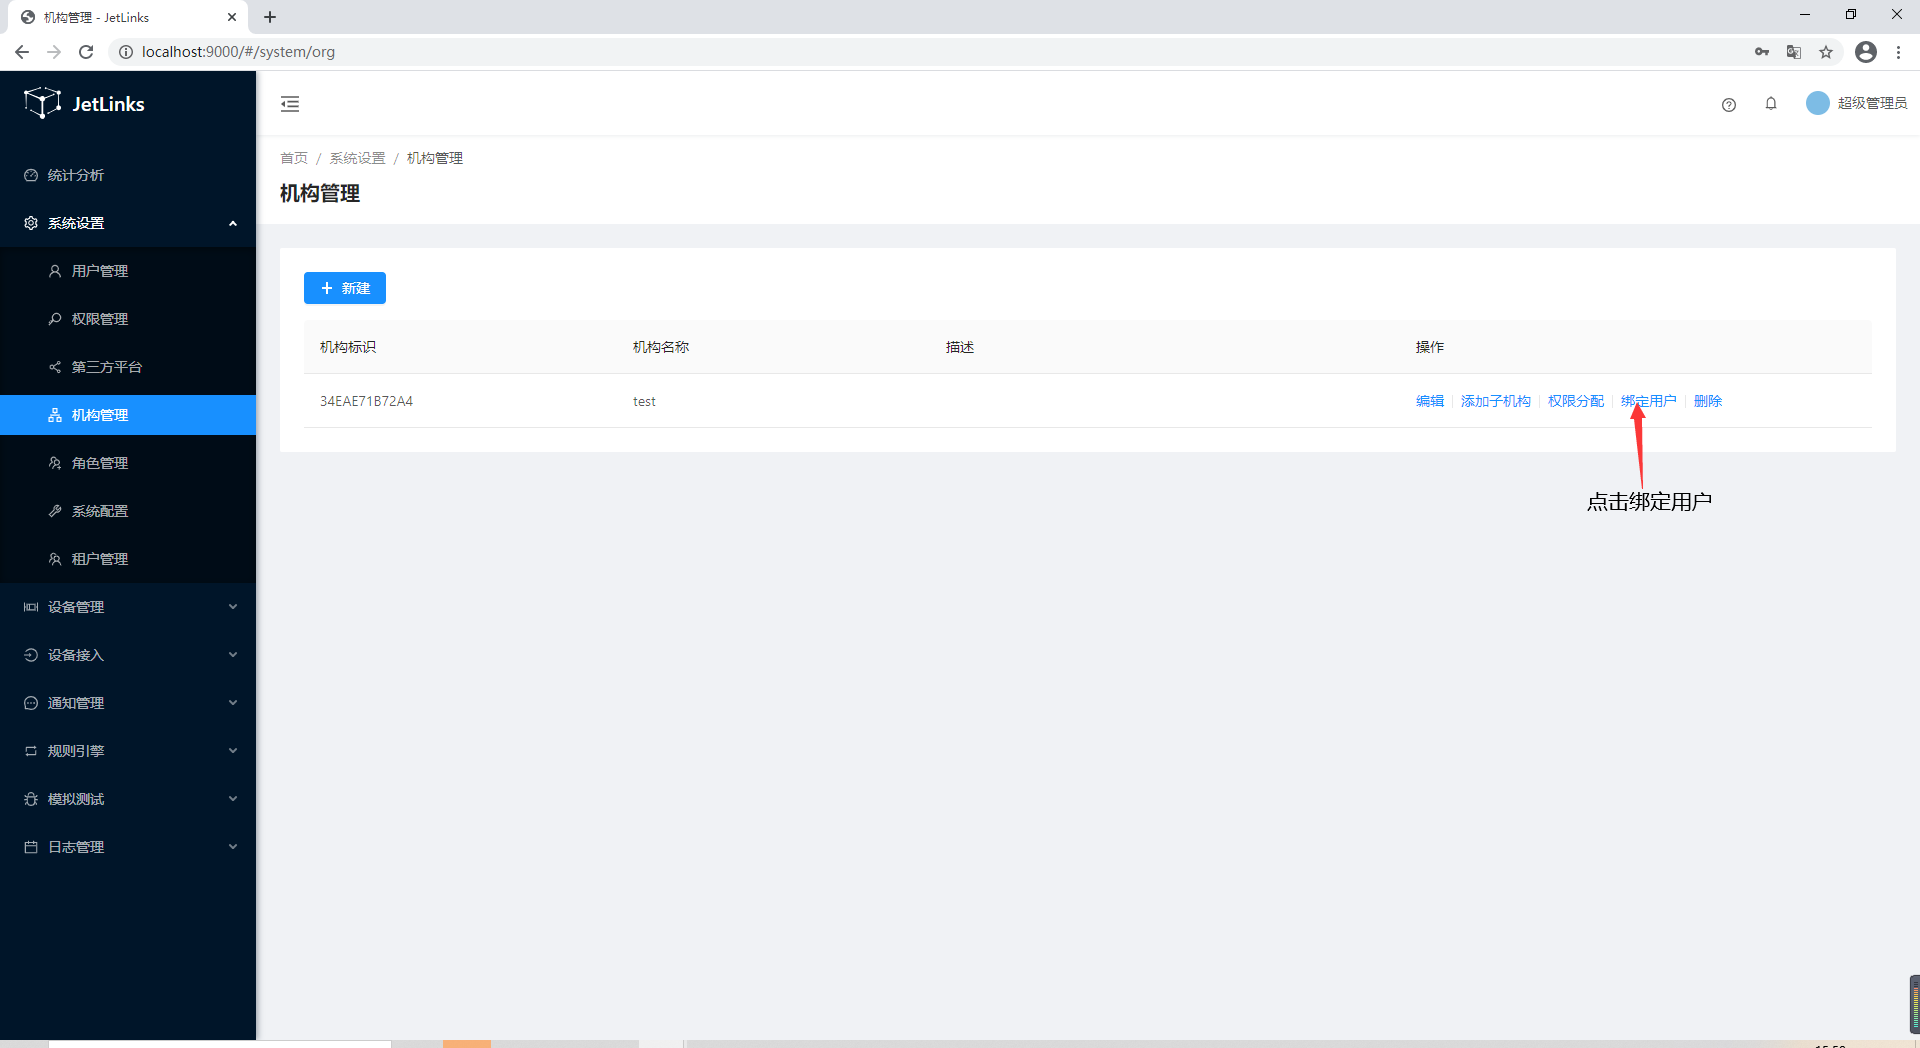 机构管理 - JetLinks
localhost:9000/#/system/org
JetLinks
超级管理员
统计分析
系统设置
用户管理
权限管理
第三方平台
机构管理
角色管理
系统配置
租户管理
设备管理
设备接入
通知管理
规则引擎
模拟测试
日志管理
首页 / 系统设置 / 机构管理
机构管理
新建
机构标识 机构名称 描述 操作
34EAE71B72A4 test 编辑 添加子机构 权限分配 绑定用户 删除
点击绑定用户